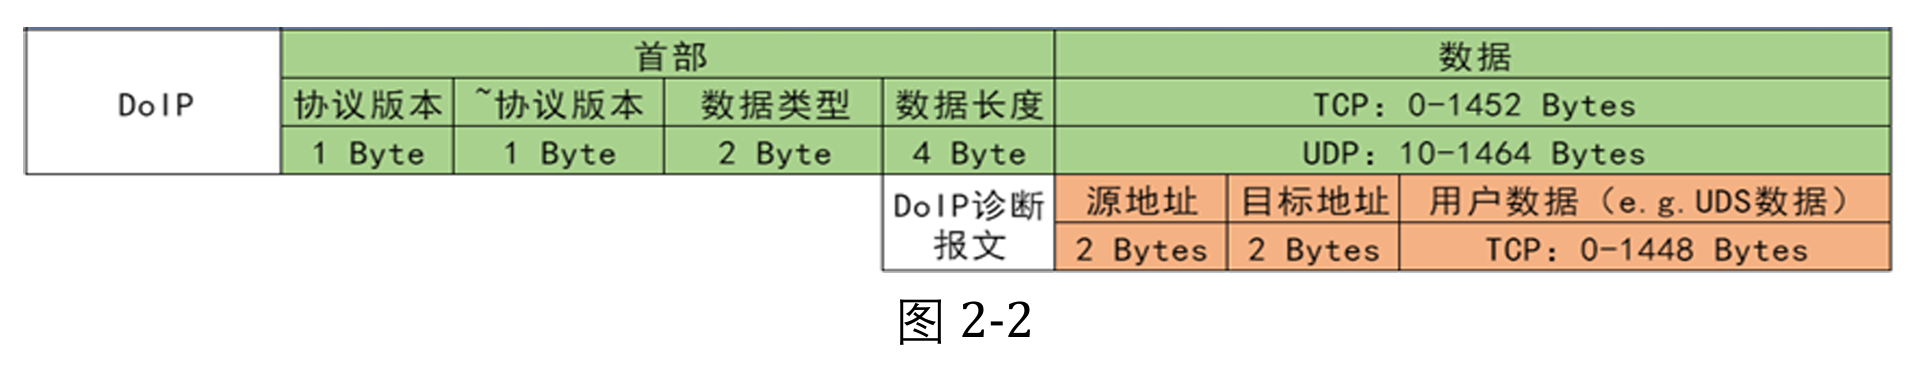 DoIP
首部
数据
协议版本
~协议版本
数据类型
数据长度
TCP：0-1452 Bytes
1 Byte
1 Byte
2 Byte
4 Byte
UDP：10-1464 Bytes
DoIP诊断
报文
源地址
目标地址
用户数据（e.g.UDS数据）
2 Bytes
2 Bytes
TCP：0-1448 Bytes
图 2-2